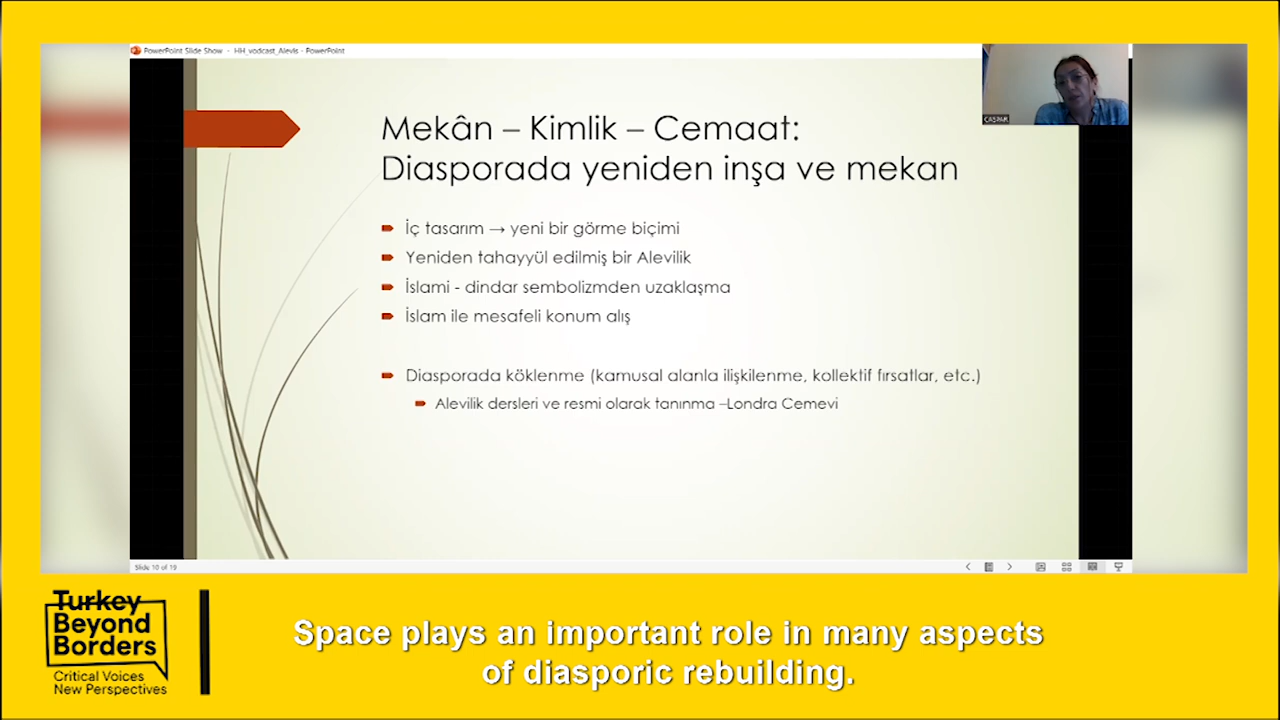 PowerPoint Slide Show - HH_vodcast_Alevis - PowerPoint
CASPAR
Mekân – Kimlik – Cemaat:
Diasporada yeniden inşa ve mekan
İç tasarım → yeni bir görme biçimi
Yeniden tahayyül edilmiş bir Alevilik
İslami - dindar sembolizmden uzaklaşma
İslam ile mesafeli konum alış
Diasporada köklenme (kamusal alanla ilişkilenme, kollektif fırsatlar, etc.)
Alevilik dersleri ve resmi olarak tanınma –Londra Cemevi
Slide 10 of 19
Turkey
Beyond
Borders
Critical Voices
New Perspectives
Space plays an important role in many aspects
of diasporic rebuilding.